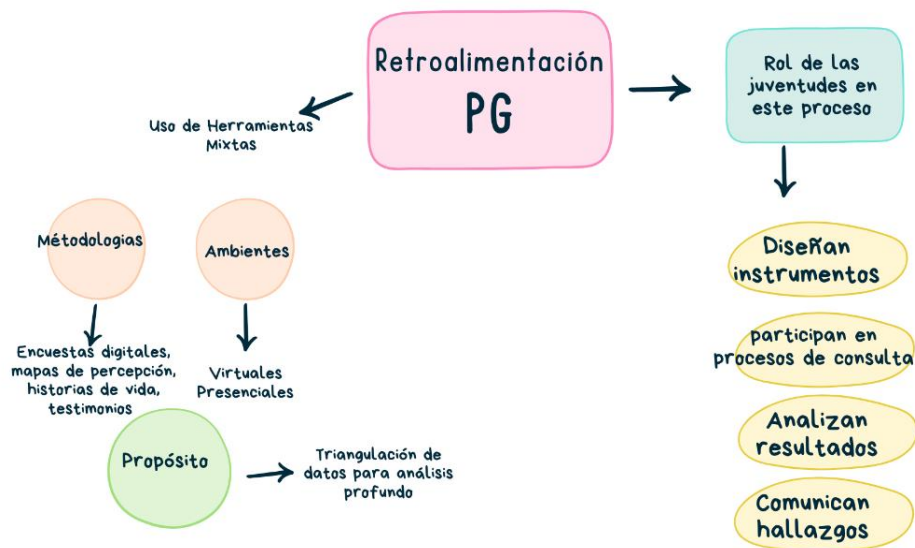 Retroalimentación
PG
Rol de las
juventudes en
este proceso
Uso de Herramientas
Mixtas
Métodologias
Ambientes
Encuestas digitales,
mapas de percepción,
historias de vida,
testimonios
Virtuales
Presenciales
Propósito
Triangulación de
datos para análisis
profundo
Diseñan
instrumentos
participan en
procesos de consulta
Analizan
resultados
Comunican
hallazgos